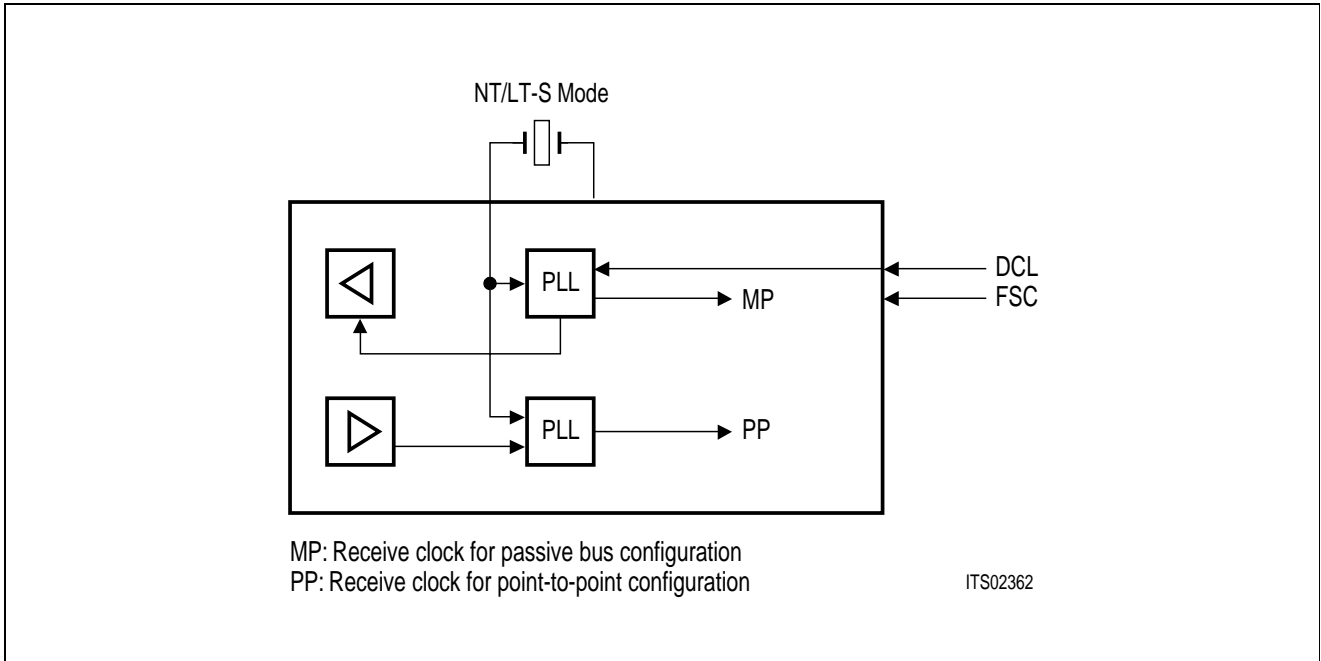 NT/LT-S Mode
PLL
DCL
MP
FSC
PLL
PP
MP: Receive clock for passive bus configuration
PP: Receive clock for point-to-point configuration
ITS02362